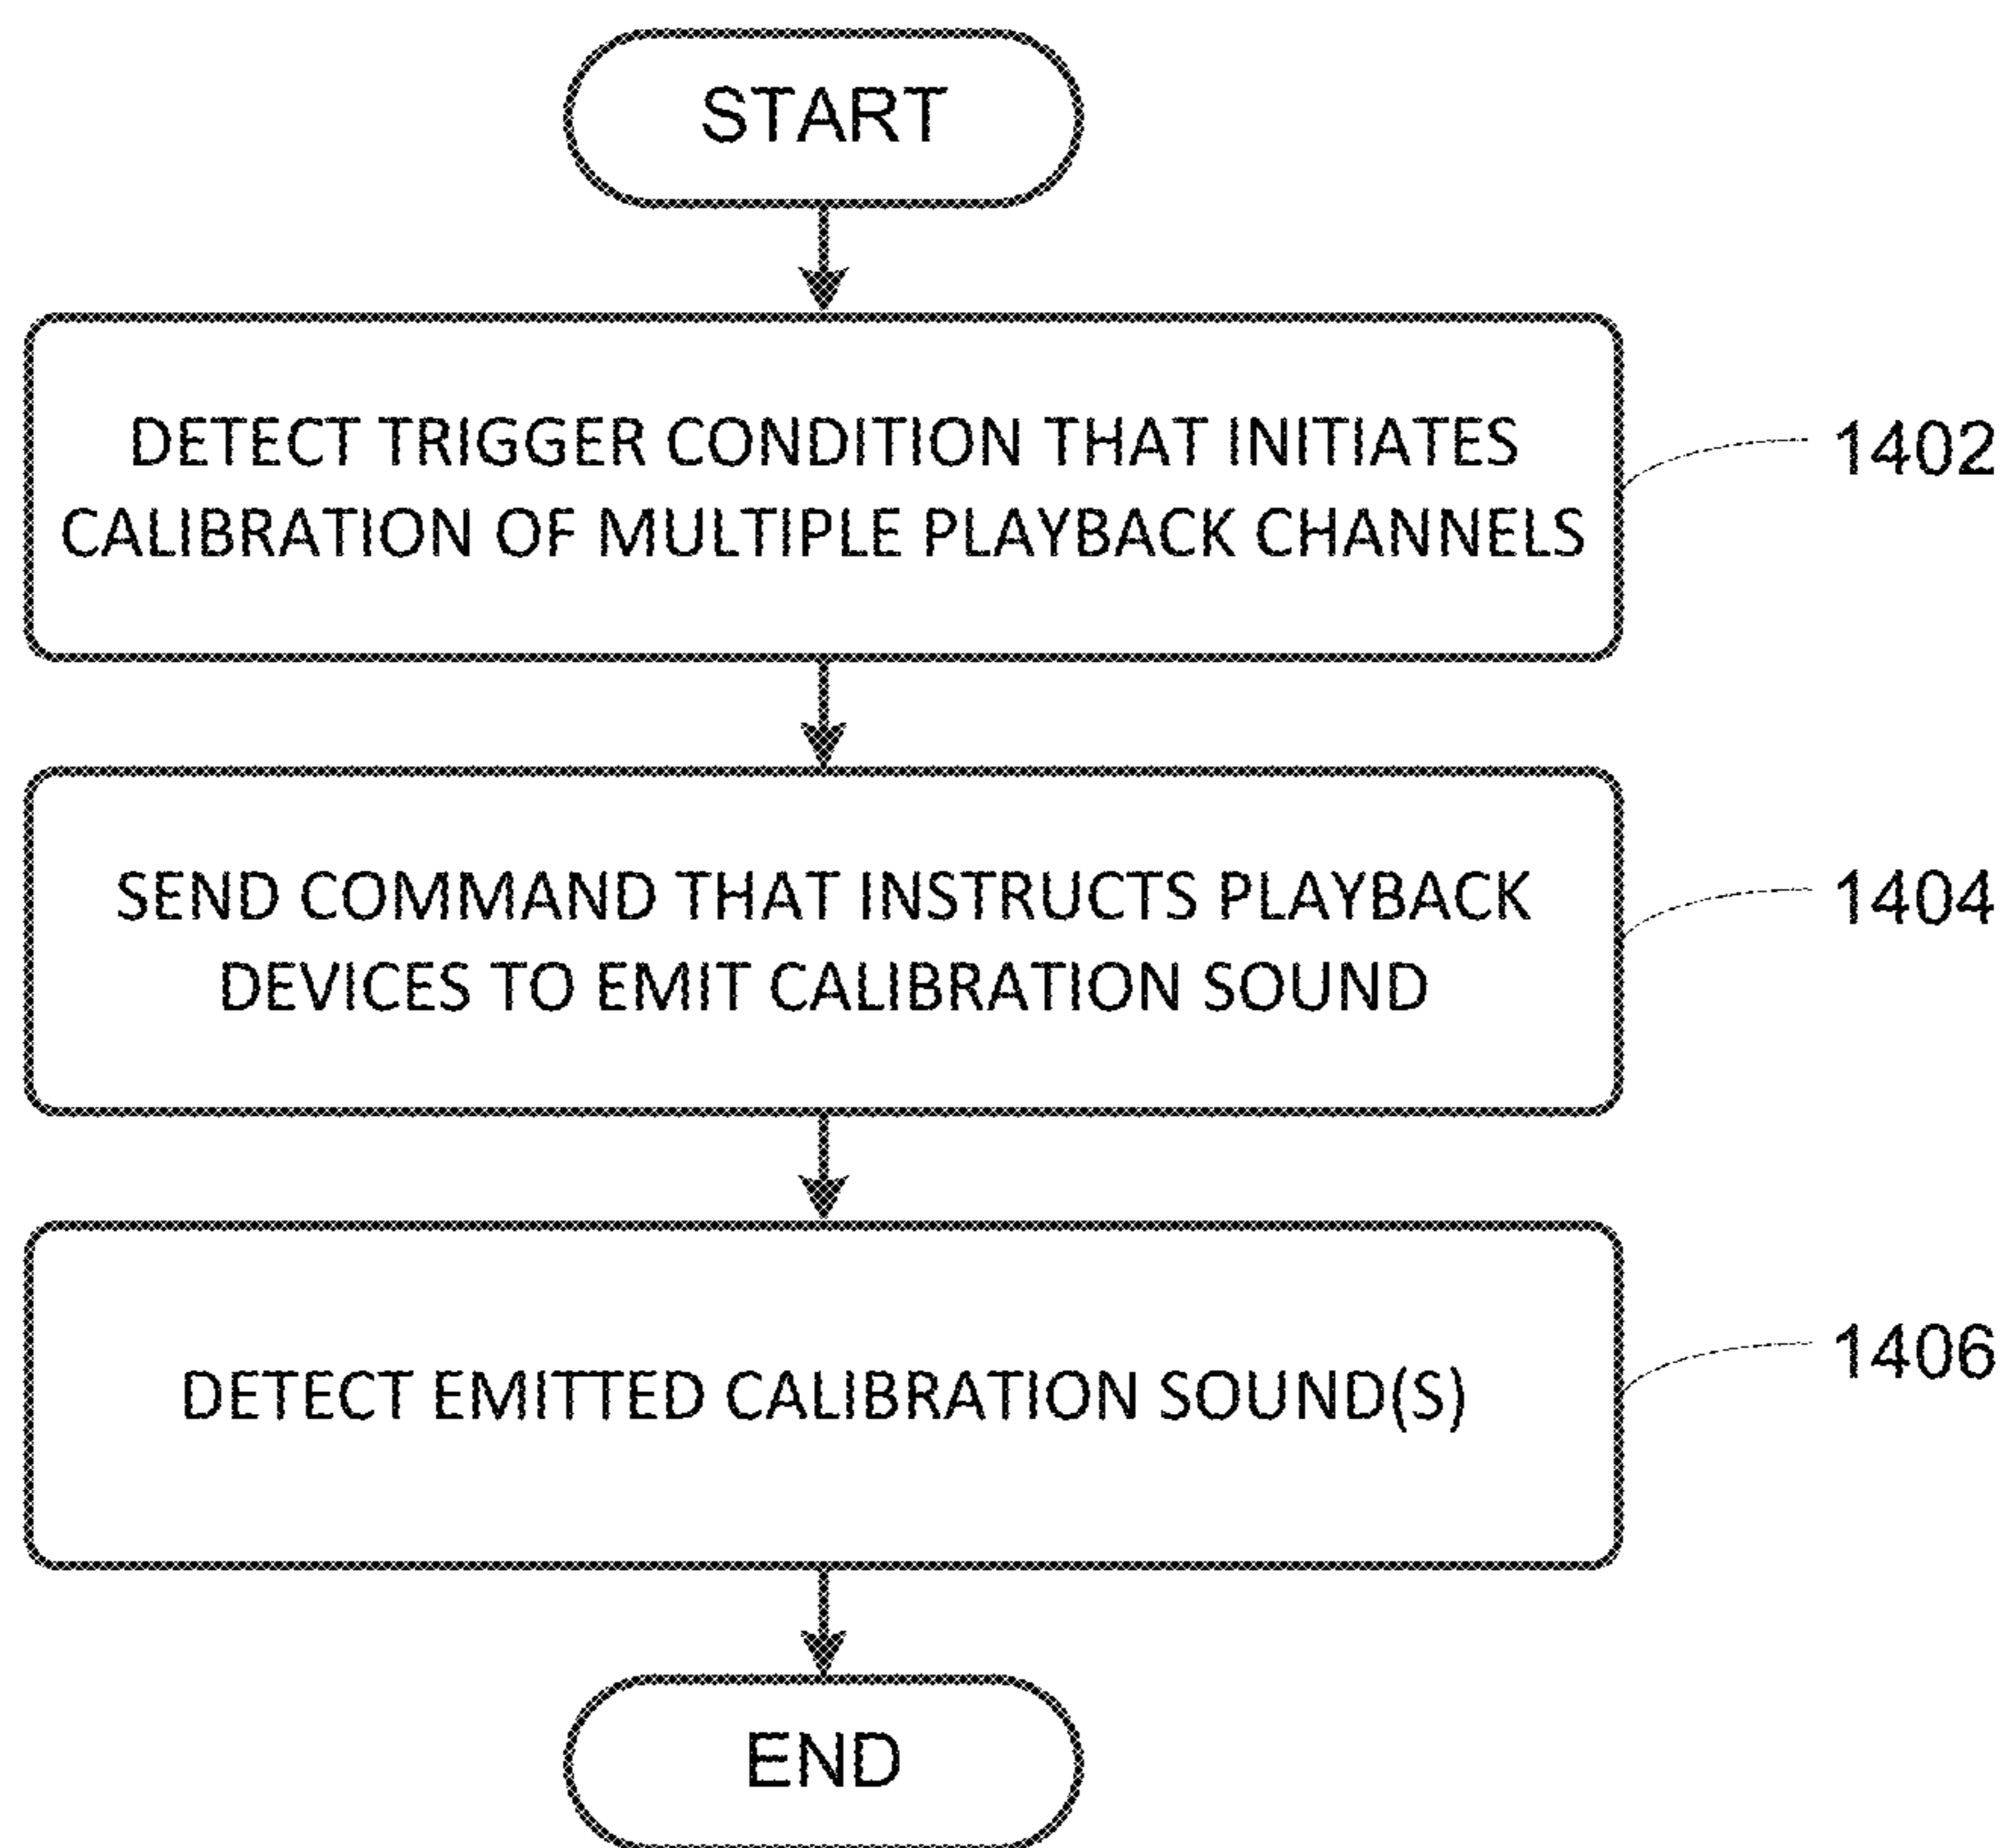 START
DETECT TRIGGER CONDITION THAT INITIATES
CALIBRATION OF MULTIPLE PLAYBACK CHANNELS
1402
SEND COMMAND THAT INSTRUCTS PLAYBACK
DEVICES TO EMIT CALIBRATION SOUND
1404
DETECT EMITTED CALIBRATION SOUND(S)
1406
END